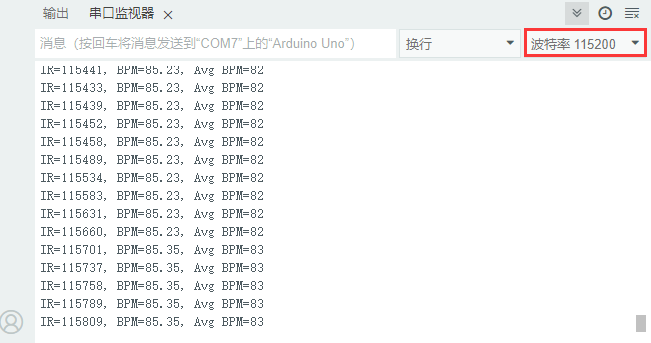 输出
串口监视器
消息（按回车将消息发送到“COM7”上的“Arduino Uno”）
换行
波特率 115200
IR=115441, BPM=85.23, Avg BPM=82
IR=115433, BPM=85.23, Avg BPM=82
IR=115439, BPM=85.23, Avg BPM=82
IR=115452, BPM=85.23, Avg BPM=82
IR=115458, BPM=85.23, Avg BPM=82
IR=115489, BPM=85.23, Avg BPM=82
IR=115534, BPM=85.23, Avg BPM=82
IR=115583, BPM=85.23, Avg BPM=82
IR=115631, BPM=85.23, Avg BPM=82
IR=115660, BPM=85.23, Avg BPM=82
IR=115701, BPM=85.35, Avg BPM=83
IR=115737, BPM=85.35, Avg BPM=83
IR=115758, BPM=85.35, Avg BPM=83
IR=115789, BPM=85.35, Avg BPM=83
IR=115809, BPM=85.35, Avg BPM=83